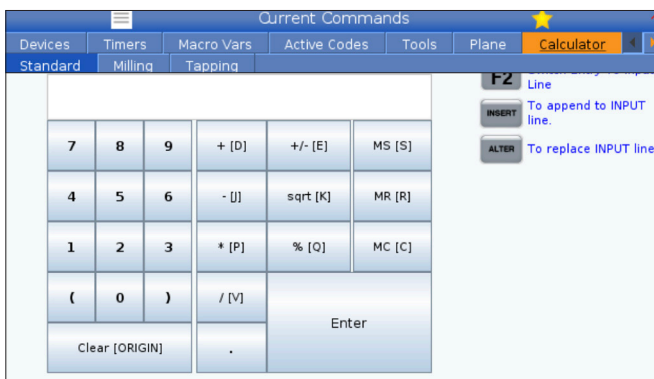 Current Commands
Devices Timers Macro Vars Active Codes Tools Plane Calculator
Standard Milling Tapping
F2
Line
INSERT To append to INPUT
line.
7 8 9 + [D] +/- [E] MS [S]
ALTER To replace INPUT line
4 5 6 - [J] sqrt [K] MR [R]
1 2 3 * [P] % [Q] MC [C]
( 0 ) / [V]
Enter
Clear [ORIGIN] .